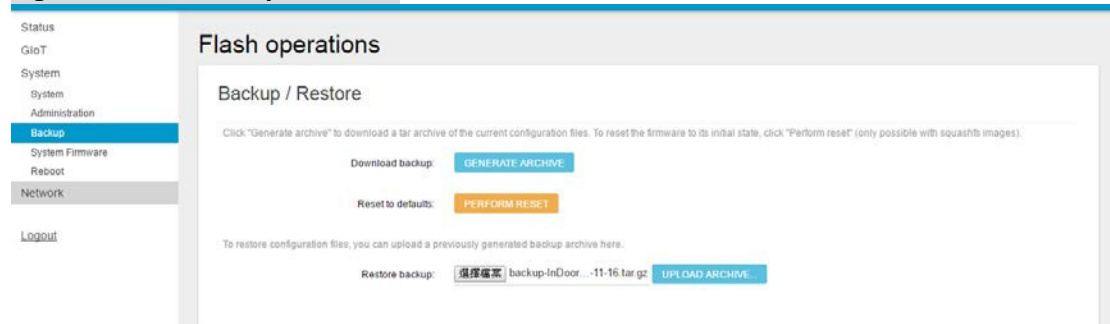 Status
GIoT
System
System
Administration
Backup
System Firmware
Reboot
Network
Logout
Flash operations
Backup / Restore
Click "Generate archive" to download a tar archive of the current configuration files. To reset the firmware to its initial state, click "Perform reset" (only possible with squashfs images).
Download backup: GENERATE ARCHIVE
Reset to defaults: PERFORM RESET
To restore configuration files, you can upload a previously generated backup archive here.
Restore backup: 選擇檔案 backup-InDoor...-11-16.tar.gz UPLOAD ARCHIVE...